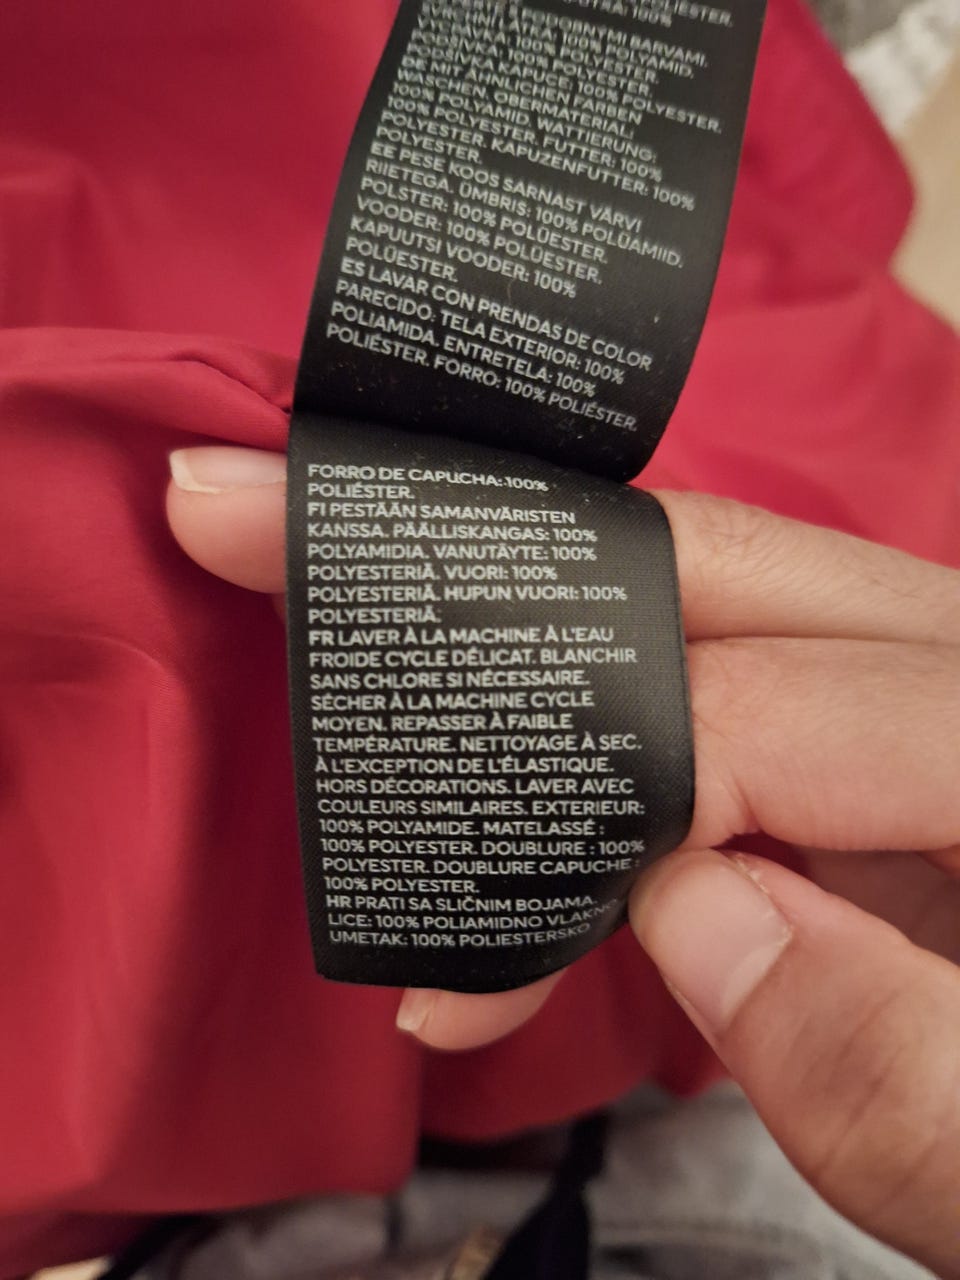 POLYESTER.
100%
PODOBNÝMI BARVAMI.
LÁTKA 100% POLYAMID.
100% POLYESTER.
PODŠÍVKA : 100% POLYESTER.
PODŠÍVKA KAPUCE: 100% POLYESTER.
DE MIT ÄHNLICHEN FARBEN
WASCHEN. OBERMATERIAL:
100% POLYAMID. WATTIERUNG:
100% POLYESTER. FUTTER: 100%
POLYESTER. KAPUZENFUTTER: 100%
POLYESTER.
EE PESE KOOS SARNAST VÄRVI
RIIETEGA. ÜMBRIS: 100% POLÜAMIID.
POLSTER: 100% POLÜESTER.
VOODER: 100% POLÜESTER.
KAPUUTSI VOODER: 100%
POLÜESTER.
ES LAVAR CON PRENDAS DE COLOR
PARECIDO. TELA EXTERIOR: 100%
POLIAMIDA. ENTRETELA: 100%
POLIÉSTER. FORRO: 100% POLIÉSTER.
FORRO DE CAPUCHA: 100%
POLIÉSTER.
FI PESTÄÄN SAMANVÄRISTEN
KANSSA. PÄÄLLISKANGAS: 100%
POLYAMIDIA. VANUTÄYTE: 100%
POLYESTERIÄ. VUORI: 100%
POLYESTERIÄ. HUPUN VUORI: 100%
POLYESTERIÄ.
FR LAVER À LA MACHINE À L'EAU
FROIDE CYCLE DÉLICAT. BLANCHIR
SANS CHLORE SI NÉCESSAIRE.
SÉCHER À LA MACHINE CYCLE
MOYEN. REPASSER À FAIBLE
TEMPÉRATURE. NETTOYAGE À SEC.
À L'EXCEPTION DE L'ÉLASTIQUE.
HORS DÉCORATIONS. LAVER AVEC
COULEURS SIMILAIRES. EXTERIEUR:
100% POLYAMIDE. MATELASSÉ :
100% POLYESTER. DOUBLURE : 100%
POLYESTER. DOUBLURE CAPUCHE :
100% POLYESTER.
HR PRATI SA SLIČNIM BOJAMA.
LICE: 100% POLIAMIDNO VLAKNO
UMETAK: 100% POLIESTERSKO